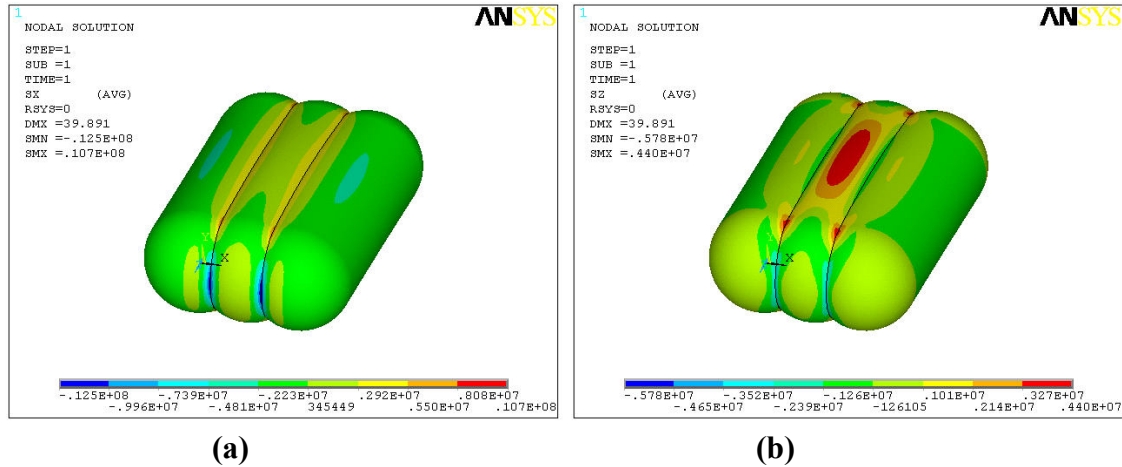 1
ANSYS
NODAL SOLUTION
STEP=1
SUB =1
TIME=1
SX (AVG)
RSYS=0
DMX=39.891
SMN=-.125E+08
SMX=.107E+08
Y
X
-.125E+08 -.739E+07 -.223E+07 .292E+07 .808E+07
-.996E+07 -.481E+07 345449 .550E+07 .107E+08
(a)
1
ANSYS
NODAL SOLUTION
STEP=1
SUB =1
TIME=1
SZ (AVG)
RSYS=0
DMX=39.891
SMN=-.578E+07
SMX=.440E+07
Y
X
-.578E+07 -.352E+07 -.126E+07 .101E+07 .327E+07
-.465E+07 -.239E+07 -126105 .214E+07 .440E+07
(b)